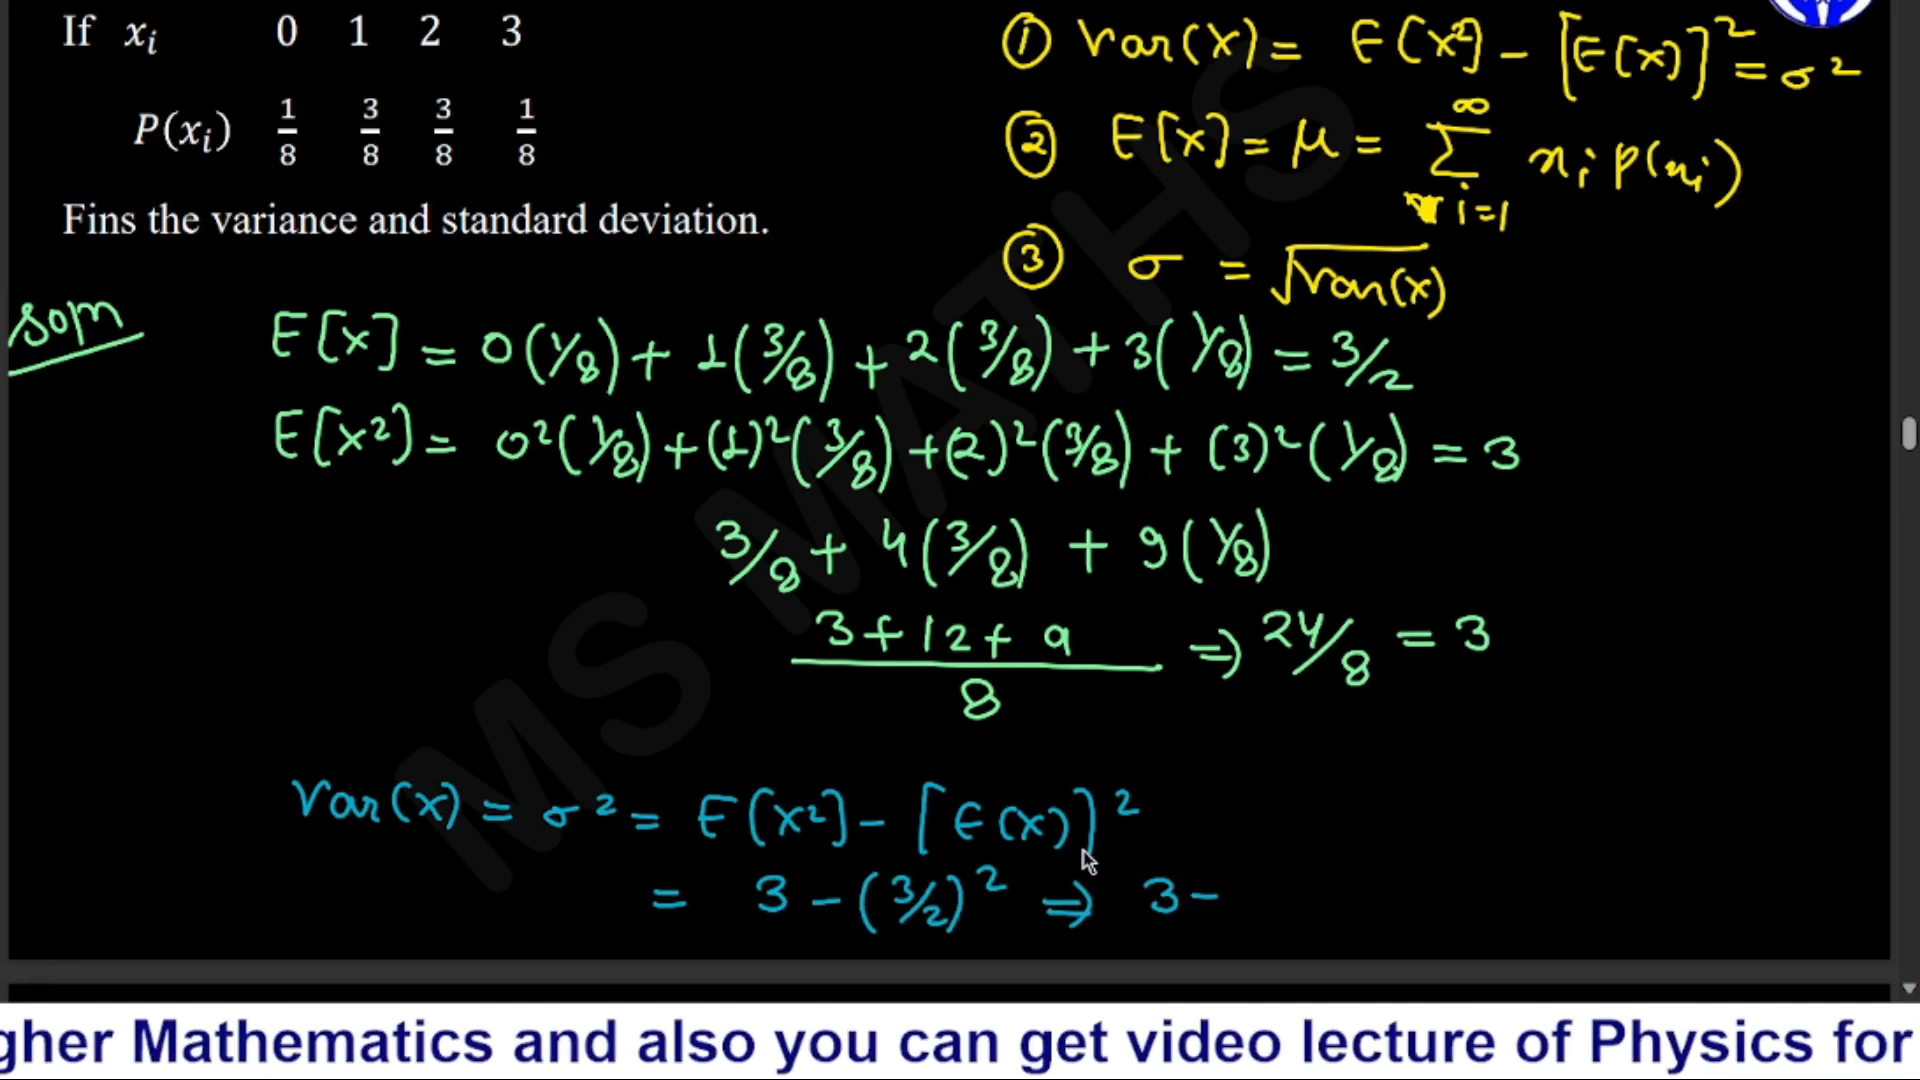 If xᵢ 0 1 2 3
P(xᵢ) 1/8 3/8 3/8 1/8
Fins the variance and standard deviation.
① Var(X) = E[X²] - [E[X]]² = σ²
② E[X] = μ = ∑ i=1 ∞ xᵢ p(xᵢ)
③ σ = √Var(x)
Soln
E[X] = 0(1/8) + 1(3/8) + 2(3/8) + 3(1/8) = 3/2
E[X²] = 0²(1/8) + (1)²(3/8) + (2)²(3/8) + (3)²(1/8) = 3
3/8 + 4(3/8) + 9(1/8)
3+12+9 / 8 ⇒ 24/8 = 3
Var(x) = σ² = E[X²] - [E(X)]²
= 3 - (3/2)² ⇒ 3 -
MS MATHS
gher Mathematics and also you can get video lecture of Physics for